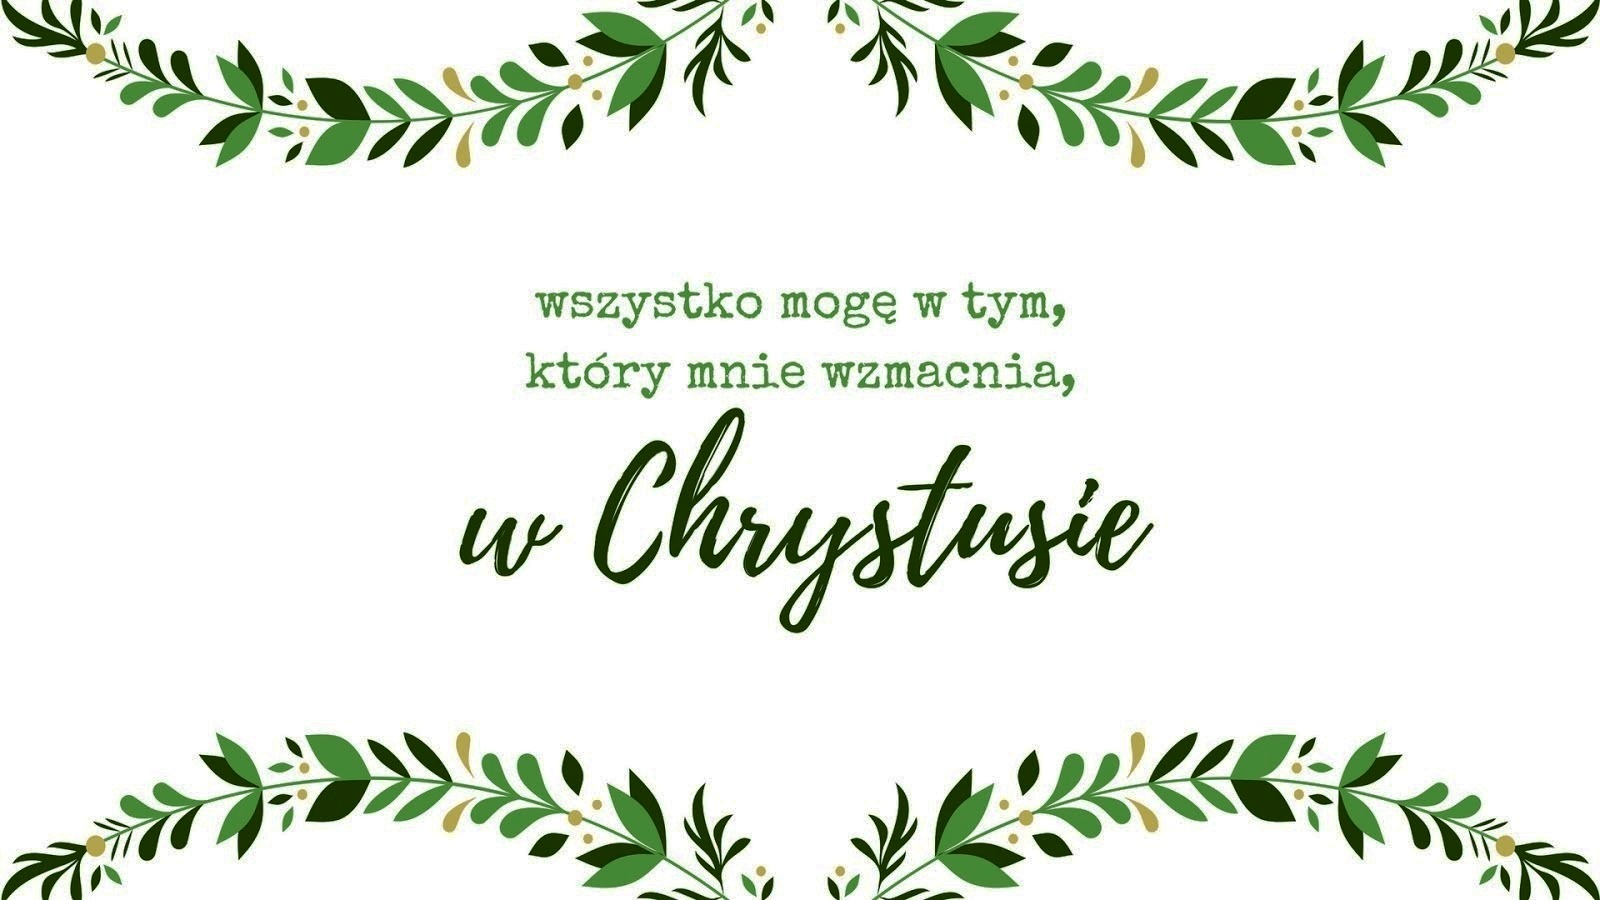 wszystko mogę w tym,
który mnie wzmacnia,
w Chrystusie